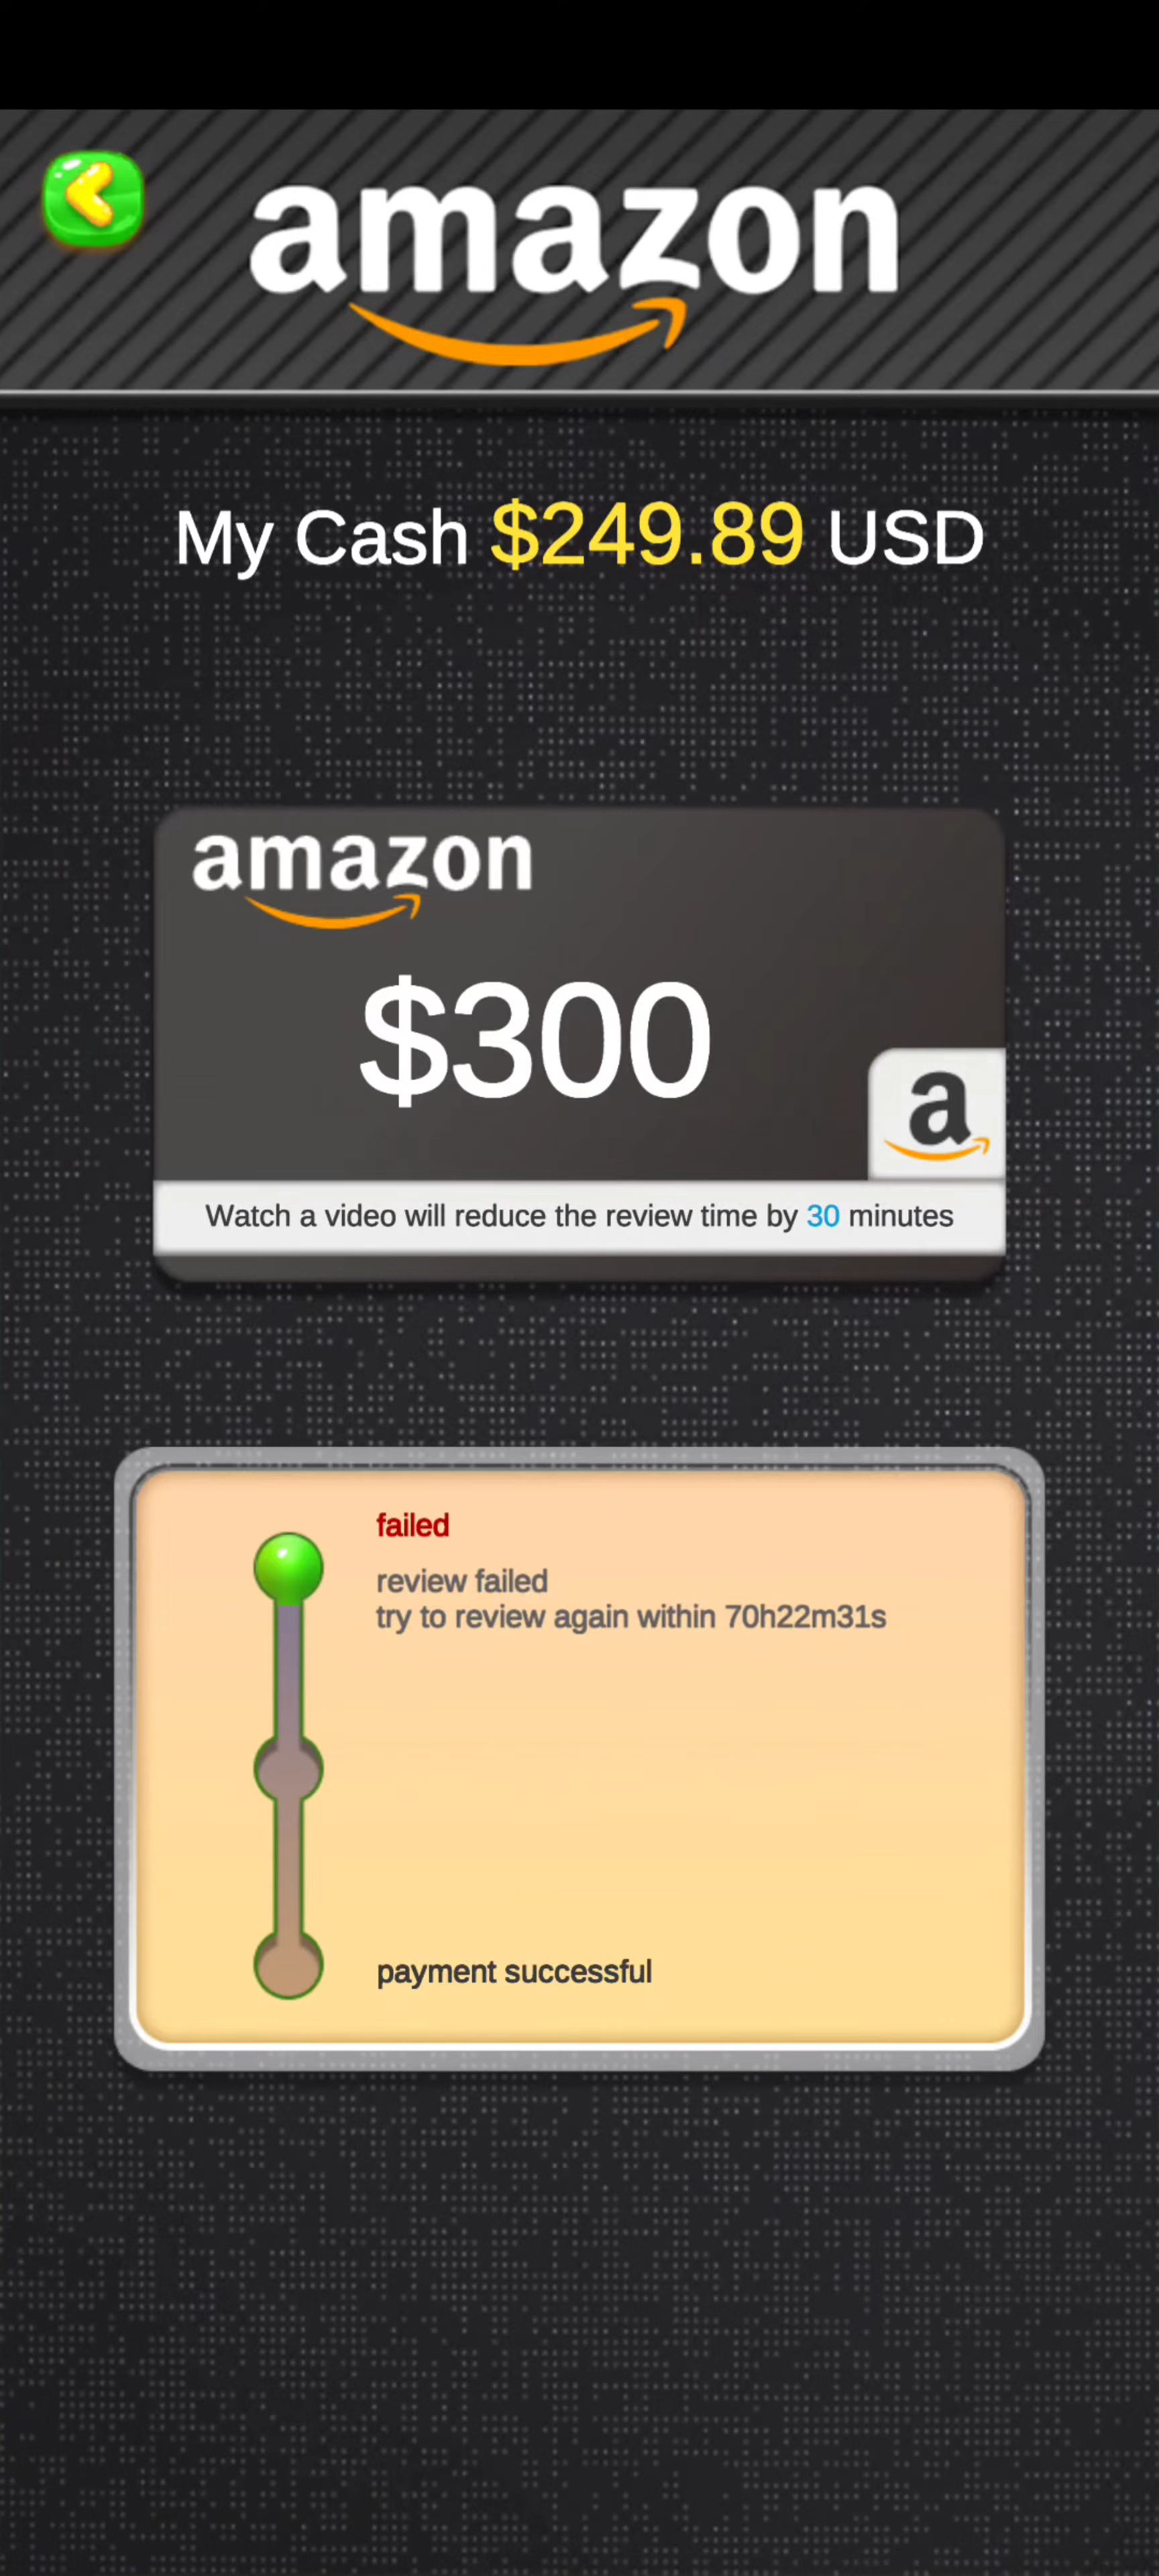 amazon
My Cash $249.89 USD
amazon
$300
a
Watch a video will reduce the review time by 30 minutes
failed
review failed
try to review again within 70h22m31s
payment successful